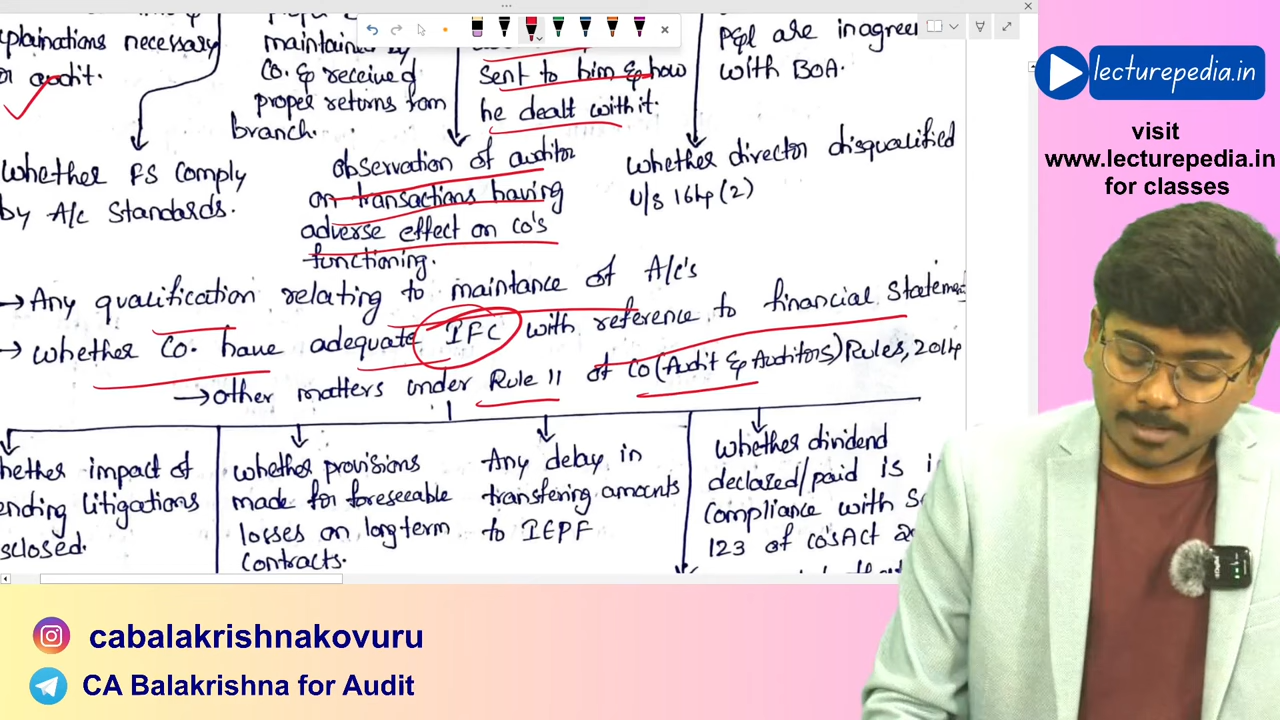 explainations necessary
or audit.
maintained by
Co. & received
proper returns from
branch.
sent to him & how
he dealt with it.
P&L are in agree
with BOA.
Whether FS comply
by A/c Standards.
observation of auditor
on transactions having
adverse effect on co's
functioning.
Whether director disqualified
U/s 164(2)
→ Any qualification relating to maintance of A/c's
→ Whether Co. have adequate IFC with reference to financial Statement
→ other matters under Rule 11 of Co (Audit & Auditors) Rules, 2014
hether impact of
ending litigations
sclosed.
whether provisions
made for foreseeable
losses on long term
contracts.
Any delay in
transfering amounts
to IEPF
whether dividend
declared/paid is i
compliance with S
123 of co's Act
lecturepedia.in
visit
www.lecturepedia.in
for classes
cabalakrishnakovuru
CA Balakrishna for Audit